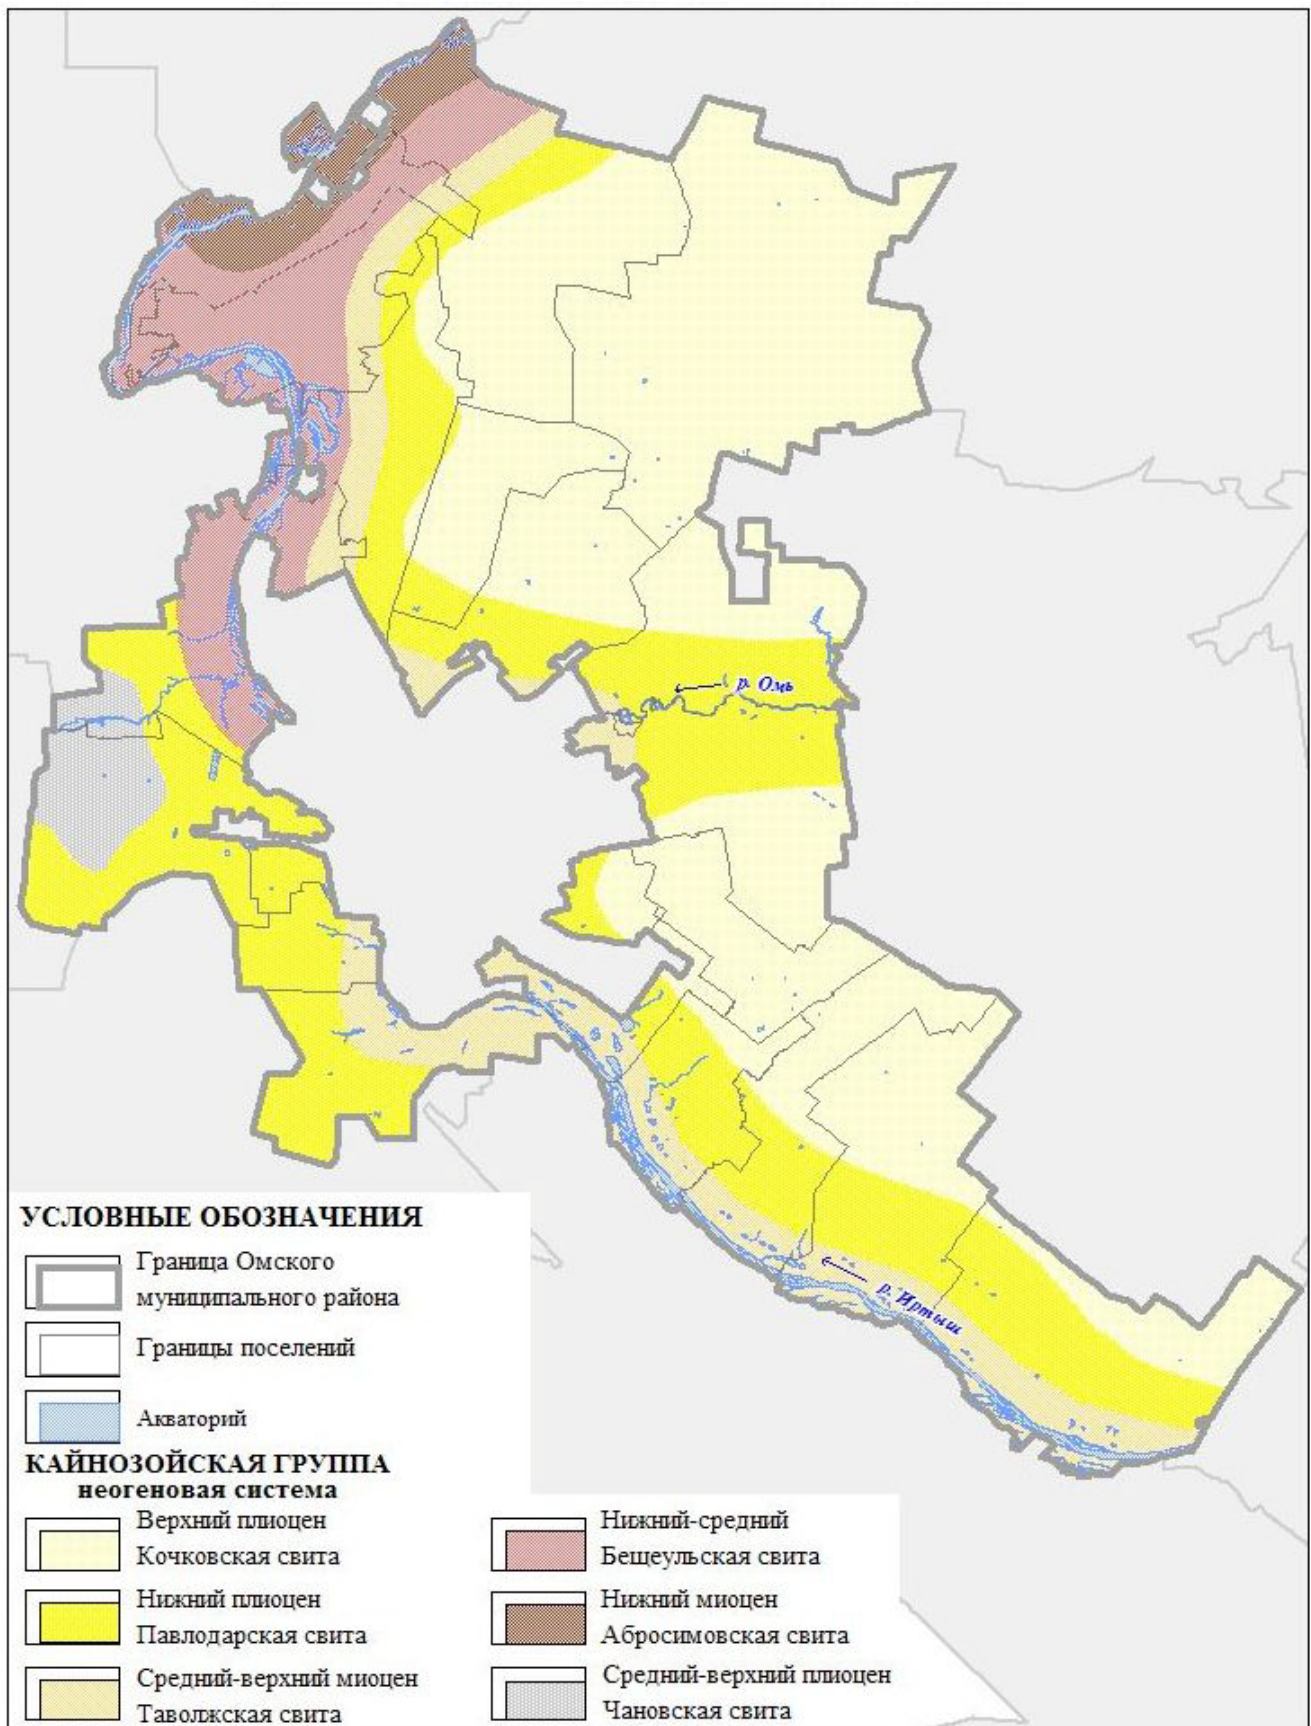 р. Омь
р. Иртыш
УСЛОВНЫЕ ОБОЗНАЧЕНИЯ
Граница Омского
муниципального района
Границы поселений
Акваторий
КАЙНОЗОЙСКАЯ ГРУППА
неогеновая система
Верхний плиоцен
Кочковская свита
Нижний плиоцен
Павлодарская свита
Средний-верхний миоцен
Таволжская свита
Нижний-средний
Бещеульская свита
Нижний миоцен
Абросимовская свита
Средний-верхний плиоцен
Чановская свита